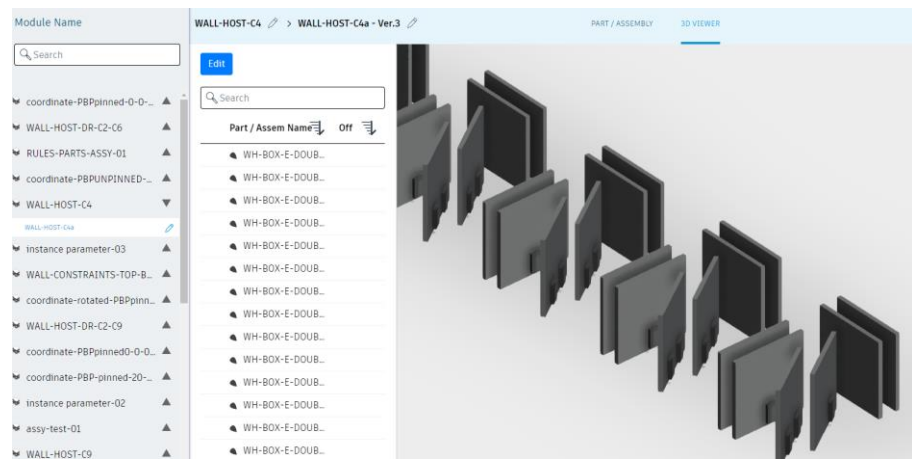 Module Name
Search
coordinate-PBPpinned-0-0-...
WALL-HOST-DR-C2-C6
RULES-PARTS-ASSY-01
coordinate-PBPUNPINNED-...
WALL-HOST-C4
WALL-HOST-C4a
instance parameter-03
WALL-CONSTRAINTS-TOP-B...
coordinate-rotated-PBPpinn...
WALL-HOST-DR-C2-C9
coordinate-PBPpinned0-0-0...
coordinate-PBP-pinned-20-...
instance parameter-02
assy-test-01
WALL-HOST-C9
WALL-HOST-C4 > WALL-HOST-C4a - Ver.3
PART / ASSEMBLY 3D VIEWER
Edit
Search
Part / Assem Name Off
WH-BOX-E-DOUB...
WH-BOX-E-DOUB...
WH-BOX-E-DOUB...
WH-BOX-E-DOUB...
WH-BOX-E-DOUB...
WH-BOX-E-DOUB...
WH-BOX-E-DOUB...
WH-BOX-E-DOUB...
WH-BOX-E-DOUB...
WH-BOX-E-DOUB...
WH-BOX-E-DOUB...
WH-BOX-E-DOUB...
WH-BOX-E-DOUB...
WH-BOX-E-DOUB...